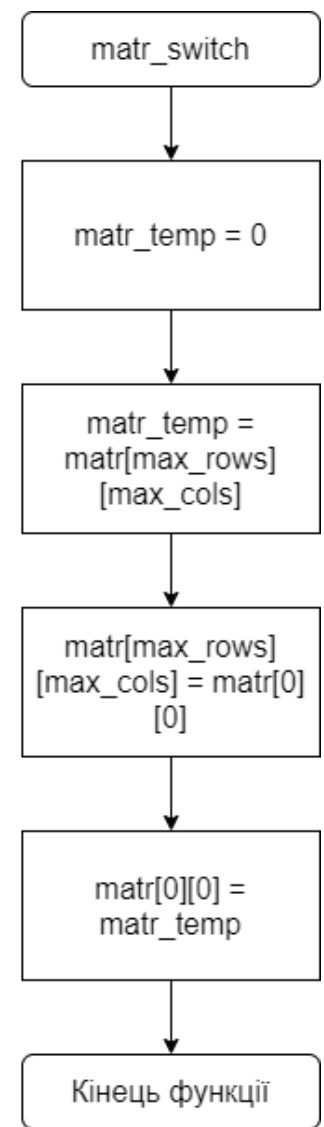 matr_switch
matr_temp = 0
matr_temp =
matr[max_rows]
[max_cols]
matr[max_rows]
[max_cols] = matr[0]
[0]
matr[0][0] =
matr_temp
Кінець функції